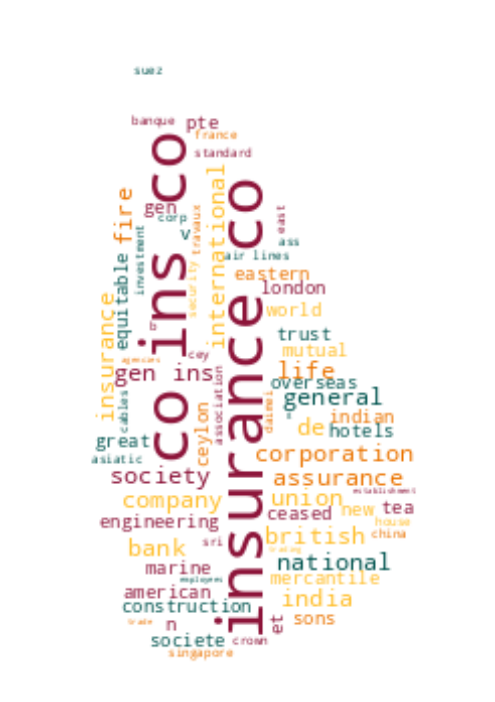 suez
banque
pte
france
standard
co ins co
insurance co
international
fire
gen
corp
v
travaux
east
ass
investment
air lines
security
equitable
eastern
london
insurance
world
trust
mutual
cey
agencies
gen ins
life
overseas
general
association
cables
ceylon
de
indian
hotels
great
asiatic
corporation
society
assurance
establishment
company
union
ceased
new
tea
engineering
house
british
china
sri
bank
trading
national
marine
employees
mercantile
american
india
construction
trade
n
et
sons
societe
crown
singapore